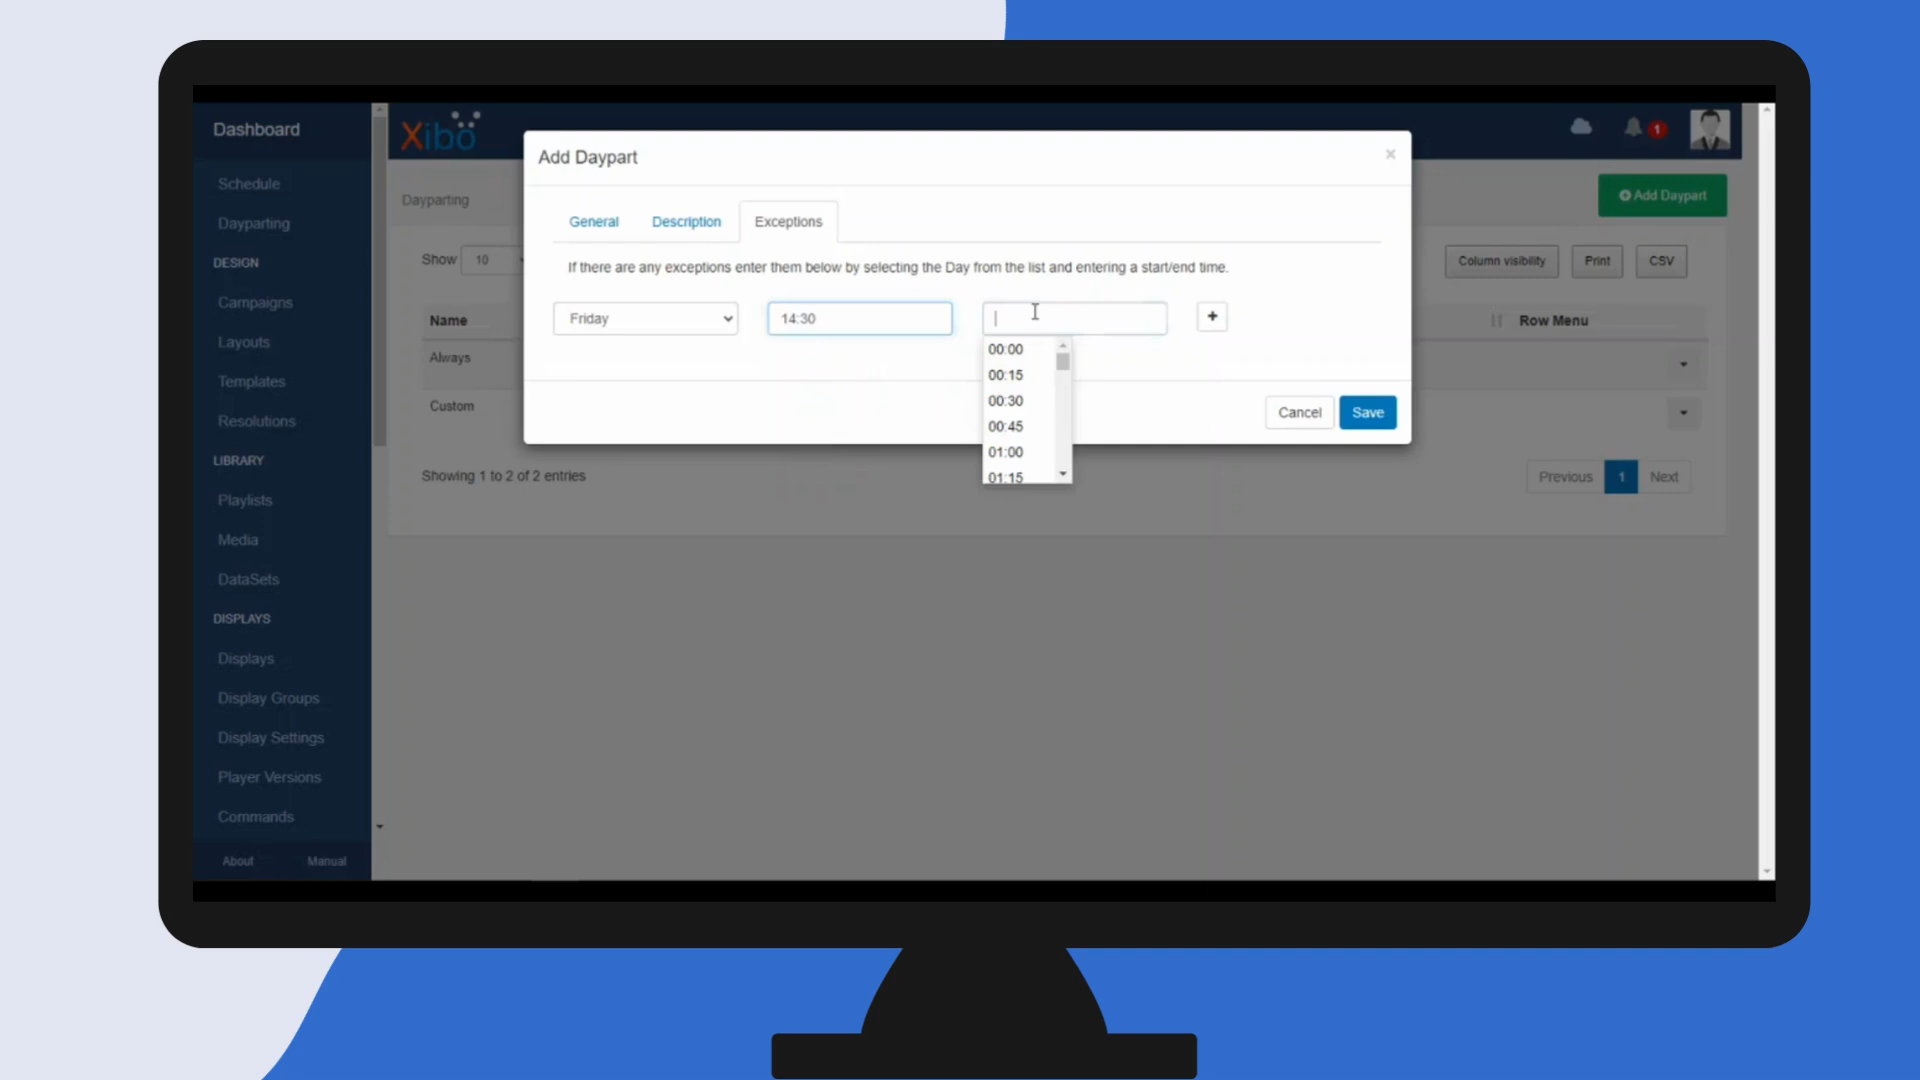 Dashboard
Schedule
Dayparting
DESIGN
Campaigns
Layouts
Templates
Resolutions
LIBRARY
Playlists
Media
DataSets
DISPLAYS
Displays
Display Groups
Display Settings
Player Versions
Commands
About Manual
Xibo
1
Dayparting
Add Daypart
Show 10
Column visibility Print CSV
Name Row Menu
Always
Custom
Showing 1 to 2 of 2 entries
Previous 1 Next
Add Daypart
×
General Description Exceptions
If there are any exceptions enter them below by selecting the Day from the list and entering a start/end time.
Friday 14:30 +
00:00
00:15
00:30
00:45
01:00
01:15
Cancel Save